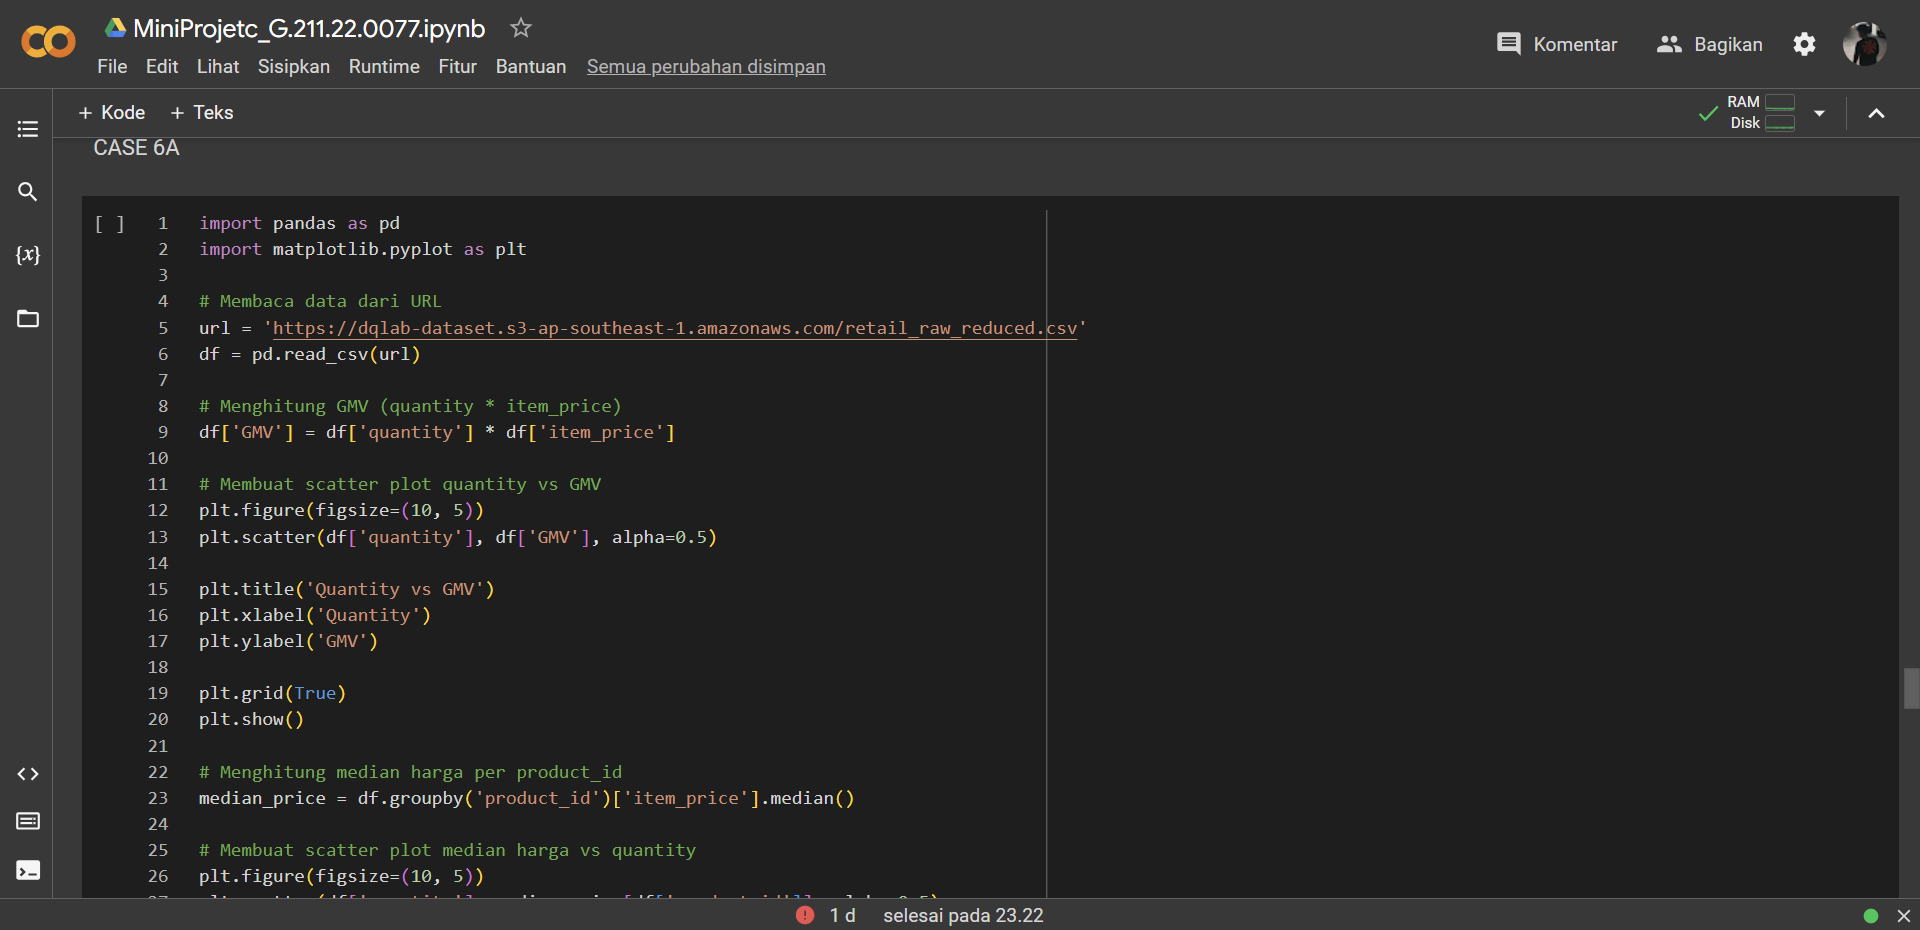 MiniProjetc_G.211.22.0077.ipynb
File Edit Lihat Sisipkan Runtime Fitur Bantuan Semua perubahan disimpan
Komentar Bagikan
+ Kode + Teks
RAM
Disk
CASE 6A
[ ]
1 import pandas as pd
2 import matplotlib.pyplot as plt
3
4 # Membaca data dari URL
5 url = 'https://dqlab-dataset.s3-ap-southeast-1.amazonaws.com/retail_raw_reduced.csv'
6 df = pd.read_csv(url)
7
8 # Menghitung GMV (quantity * item_price)
9 df['GMV'] = df['quantity'] * df['item_price']
10
11 # Membuat scatter plot quantity vs GMV
12 plt.figure(figsize=(10, 5))
13 plt.scatter(df['quantity'], df['GMV'], alpha=0.5)
14
15 plt.title('Quantity vs GMV')
16 plt.xlabel('Quantity')
17 plt.ylabel('GMV')
18
19 plt.grid(True)
20 plt.show()
21
22 # Menghitung median harga per product_id
23 median_price = df.groupby('product_id')['item_price'].median()
24
25 # Membuat scatter plot median harga vs quantity
26 plt.figure(figsize=(10, 5))
1 d selesai pada 23.22